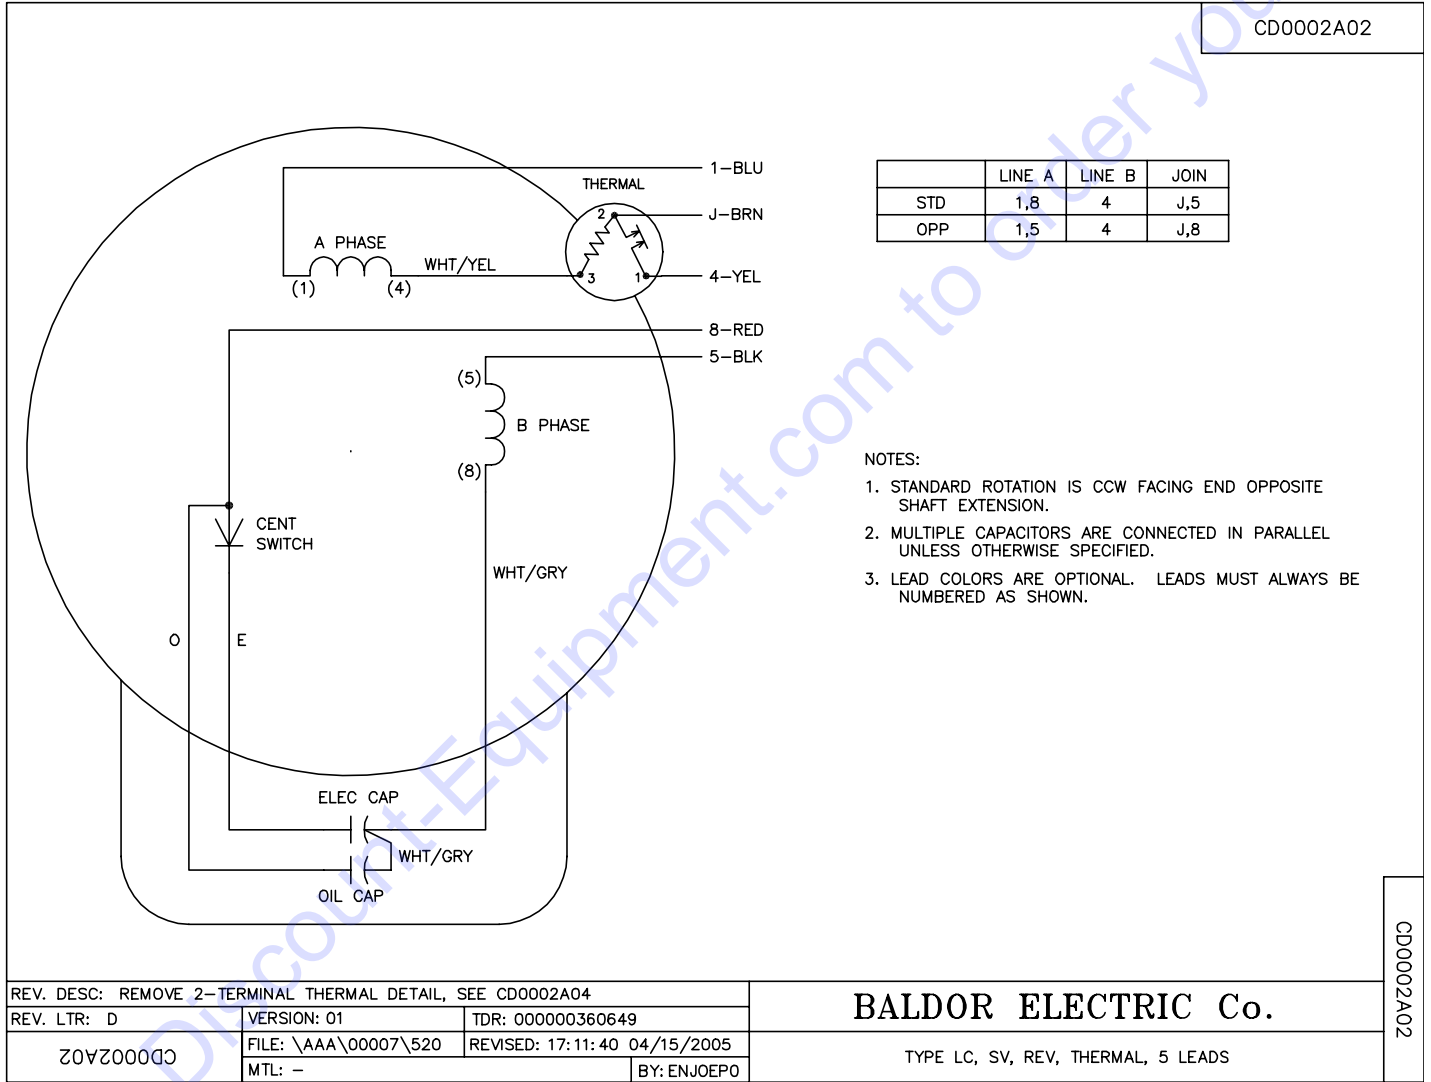 CD0002A02
1-BLU
THERMAL
2
J-BRN
A PHASE
WHT/YEL
3
1
4-YEL
(1)
(4)
8-RED
5-BLK
(5)
B PHASE
(8)
CENT
SWITCH
WHT/GRY
O
E
ELEC CAP
WHT/GRY
OIL CAP
LINE A LINE B JOIN
STD 1,8 4 J,5
OPP 1,5 4 J,8
NOTES:
1. STANDARD ROTATION IS CCW FACING END OPPOSITE
SHAFT EXTENSION.
2. MULTIPLE CAPACITORS ARE CONNECTED IN PARALLEL
UNLESS OTHERWISE SPECIFIED.
3. LEAD COLORS ARE OPTIONAL. LEADS MUST ALWAYS BE
NUMBERED AS SHOWN.
CD0002A02
REV. DESC: REMOVE 2-TERMINAL THERMAL DETAIL, SEE CD0002A04
REV. LTR: D VERSION: 01 TDR: 000000360649
CD0002A02
FILE: \AAA\00007\520 REVISED: 17:11:40 04/15/2005
MTL: - BY: ENJOEPO
BALDOR ELECTRIC Co.
TYPE LC, SV, REV, THERMAL, 5 LEADS
Discount-Equipment.com to order you